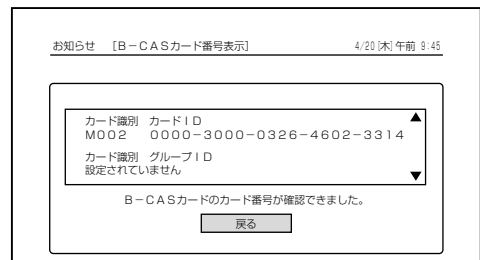 お知らせ [B-CASカード番号表示] 4/20[木]午前 9:45
カード識別 カードID
M002 0000-3000-0326-4602-3314
カード識別 グループID
設定されていません
B-CASカードのカード番号が確認できました。
戻る